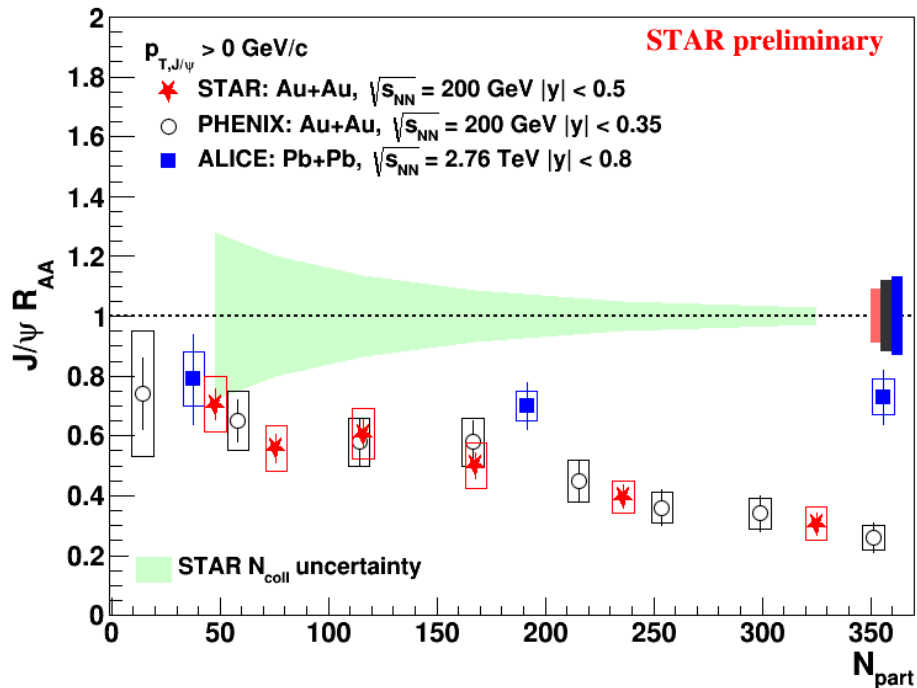 STAR preliminary
p_T,J/ψ > 0 GeV/c
STAR: Au+Au, √s_NN = 200 GeV |y| < 0.5
PHENIX: Au+Au, √s_NN = 200 GeV |y| < 0.35
ALICE: Pb+Pb, √s_NN = 2.76 TeV |y| < 0.8
J/ψ R_AA
2
1.8
1.6
1.4
1.2
1
0.8
0.6
0.4
0.2
0
STAR N_coll uncertainty
0 50 100 150 200 250 300 350
N_part